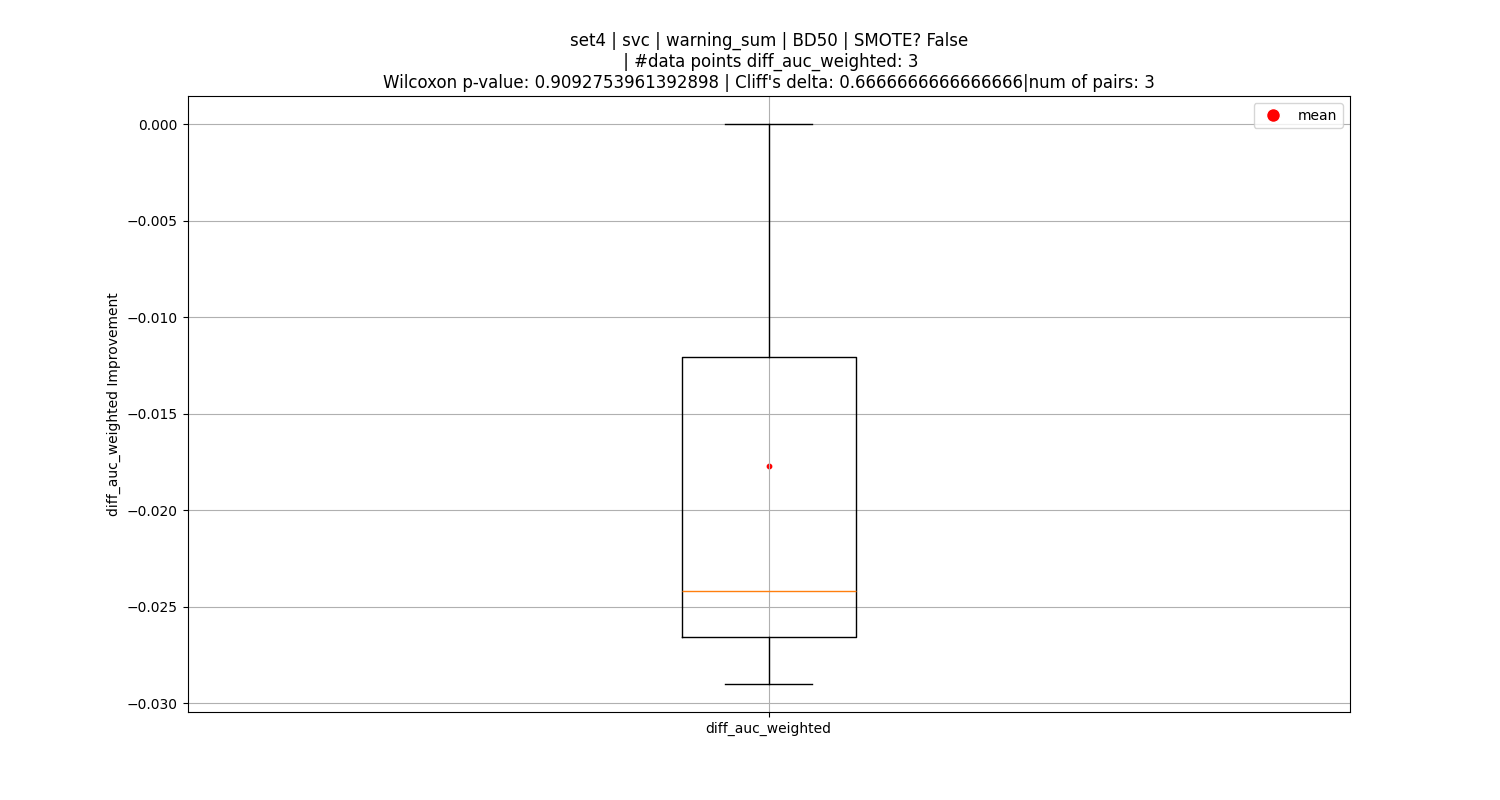 set4 | svc | warning_sum | BD50 | SMOTE? False
| #data points diff_auc_weighted: 3
Wilcoxon p-value: 0.9092753961392898 | Cliff's delta: 0.6666666666666666|num of pairs: 3
mean
0.000
−0.005
−0.010
−0.015
−0.020
−0.025
−0.030
diff_auc_weighted Improvement
diff_auc_weighted